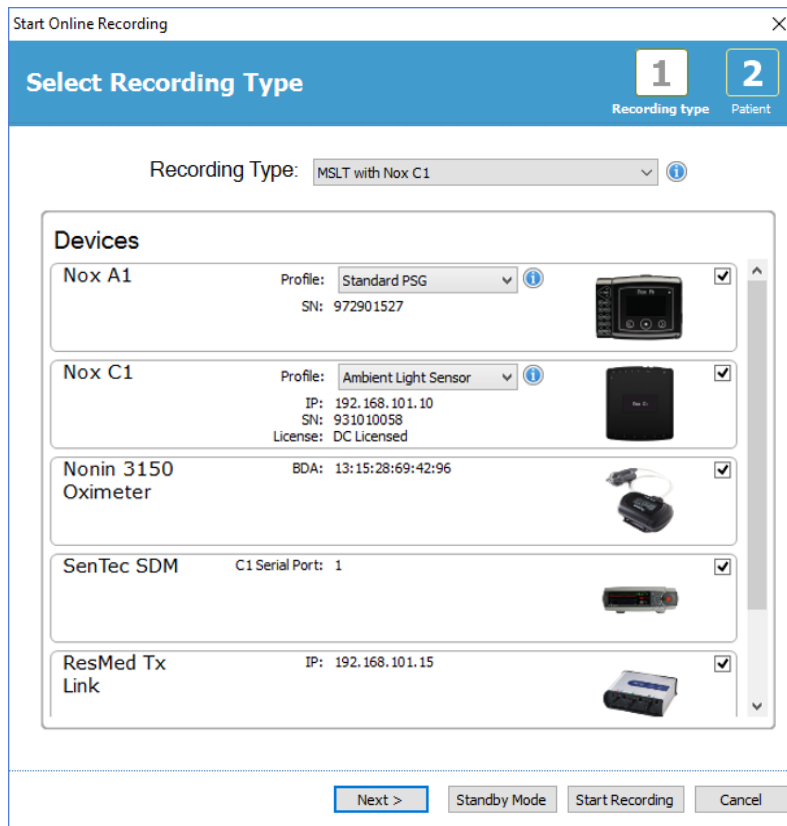 Start Online Recording
Select Recording Type
1
Recording type
2
Patient
Recording Type: MSLT with Nox C1
Devices
Nox A1
Profile: Standard PSG
SN: 972901527
Nox C1
Profile: Ambient Light Sensor
IP: 192.168.101.10
SN: 931010058
License: DC Licensed
Nonin 3150
Oximeter
BDA: 13:15:28:69:42:96
SenTec SDM
C1 Serial Port: 1
ResMed Tx
Link
IP: 192.168.101.15
Next >
Standby Mode
Start Recording
Cancel